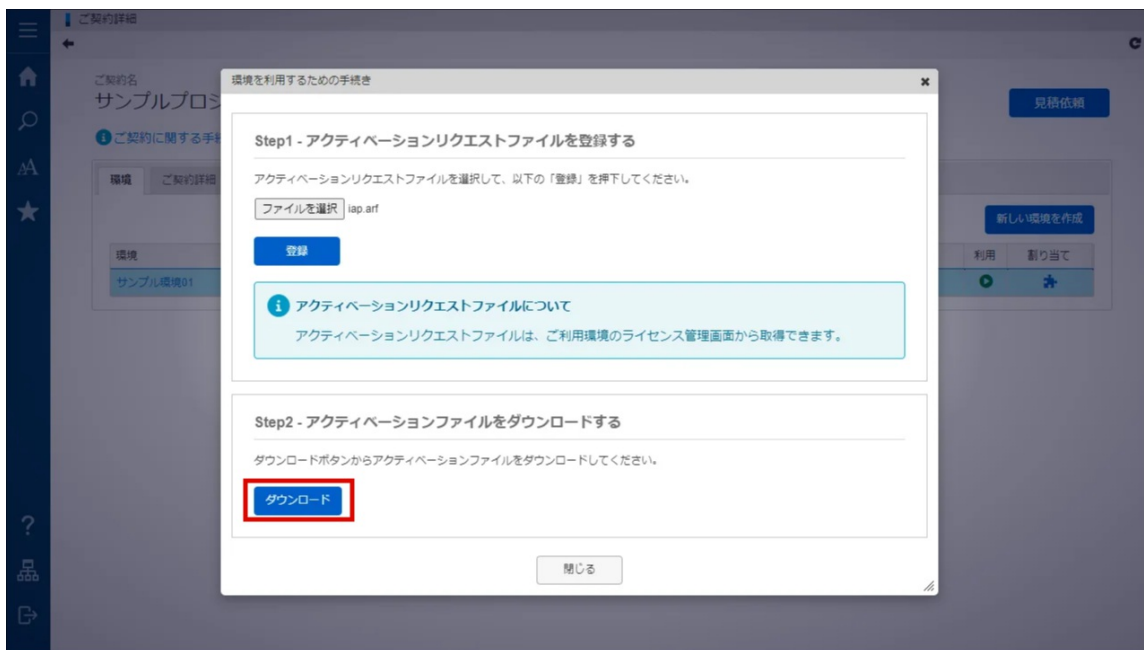 ご契約詳細
ご契約名
サンプルプロジ
見積依頼
ご契約に関する手続
環境
ご契約詳細
新しい環境を作成
環境
利用
割り当て
サンプル環境01
環境を利用するための手続き
Step1 - アクティベーションリクエストファイルを登録する
アクティベーションリクエストファイルを選択して、以下の「登録」を押下してください。
ファイルを選択 iap.arf
登録
アクティベーションリクエストファイルについて
アクティベーションリクエストファイルは、ご利用環境のライセンス管理画面から取得できます。
Step2 - アクティベーションファイルをダウンロードする
ダウンロードボタンからアクティベーションファイルをダウンロードしてください。
ダウンロード
閉じる